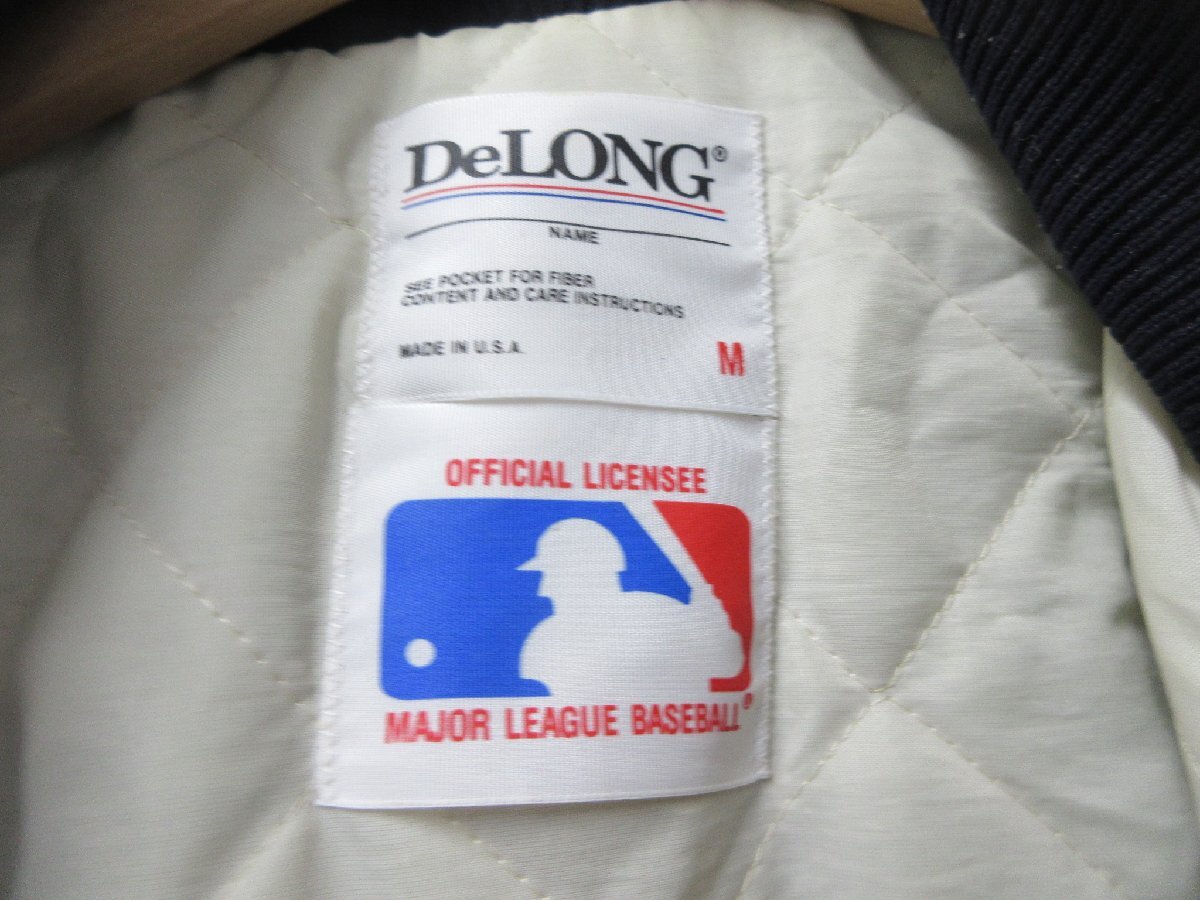 DeLONG®
NAME
SEE POCKET FOR FIBER
CONTENT AND CARE INSTRUCTIONS
MADE IN U.S.A. M
OFFICIAL LICENSEE
MAJOR LEAGUE BASEBALL®